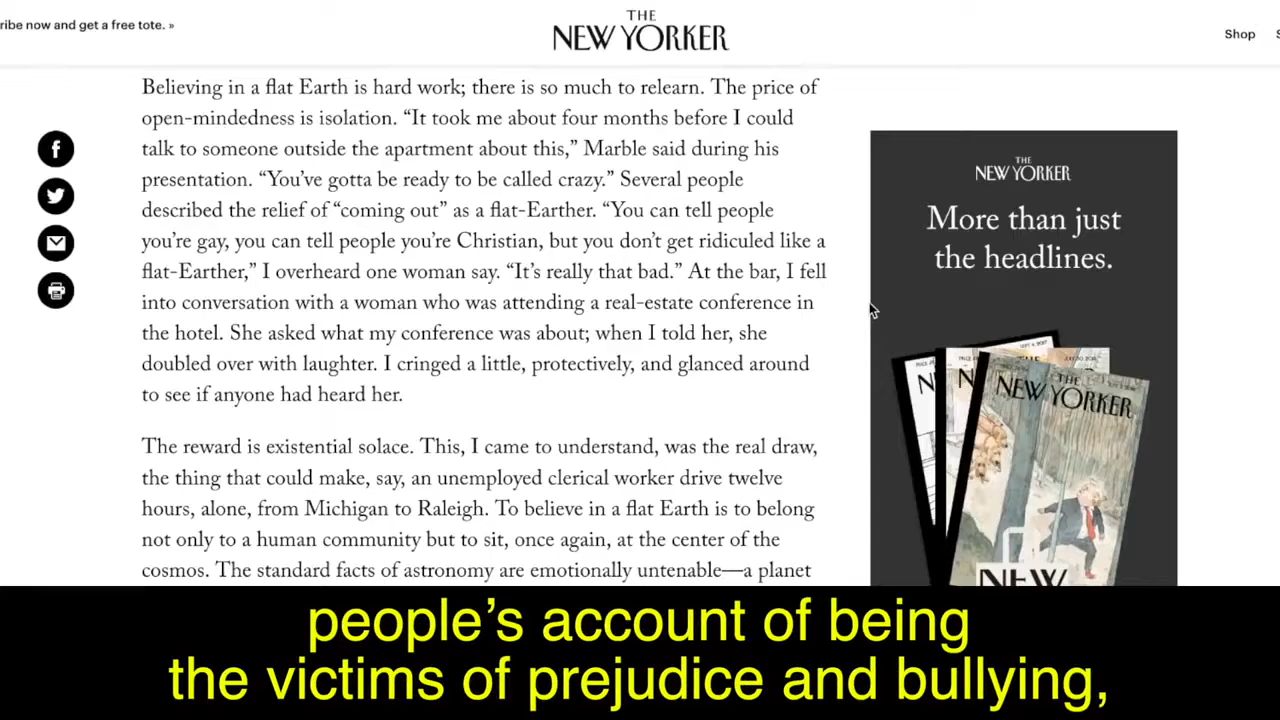 ribe now and get a free tote. »
THE
NEW YORKER
Shop
Believing in a flat Earth is hard work; there is so much to relearn. The price of
open-mindedness is isolation. “It took me about four months before I could
talk to someone outside the apartment about this,” Marble said during his
presentation. “You’ve gotta be ready to be called crazy.” Several people
described the relief of “coming out” as a flat-Earther. “You can tell people
you’re gay, you can tell people you’re Christian, but you don’t get ridiculed like a
flat-Earther,” I overheard one woman say. “It’s really that bad.” At the bar, I fell
into conversation with a woman who was attending a real-estate conference in
the hotel. She asked what my conference was about; when I told her, she
doubled over with laughter. I cringed a little, protectively, and glanced around
to see if anyone had heard her.
The reward is existential solace. This, I came to understand, was the real draw,
the thing that could make, say, an unemployed clerical worker drive twelve
hours, alone, from Michigan to Raleigh. To believe in a flat Earth is to belong
not only to a human community but to sit, once again, at the center of the
cosmos. The standard facts of astronomy are emotionally untenable—a planet
THE
NEW YORKER
More than just
the headlines.
THE
NEW YORKER
NEW
people’s account of being
the victims of prejudice and bullying,